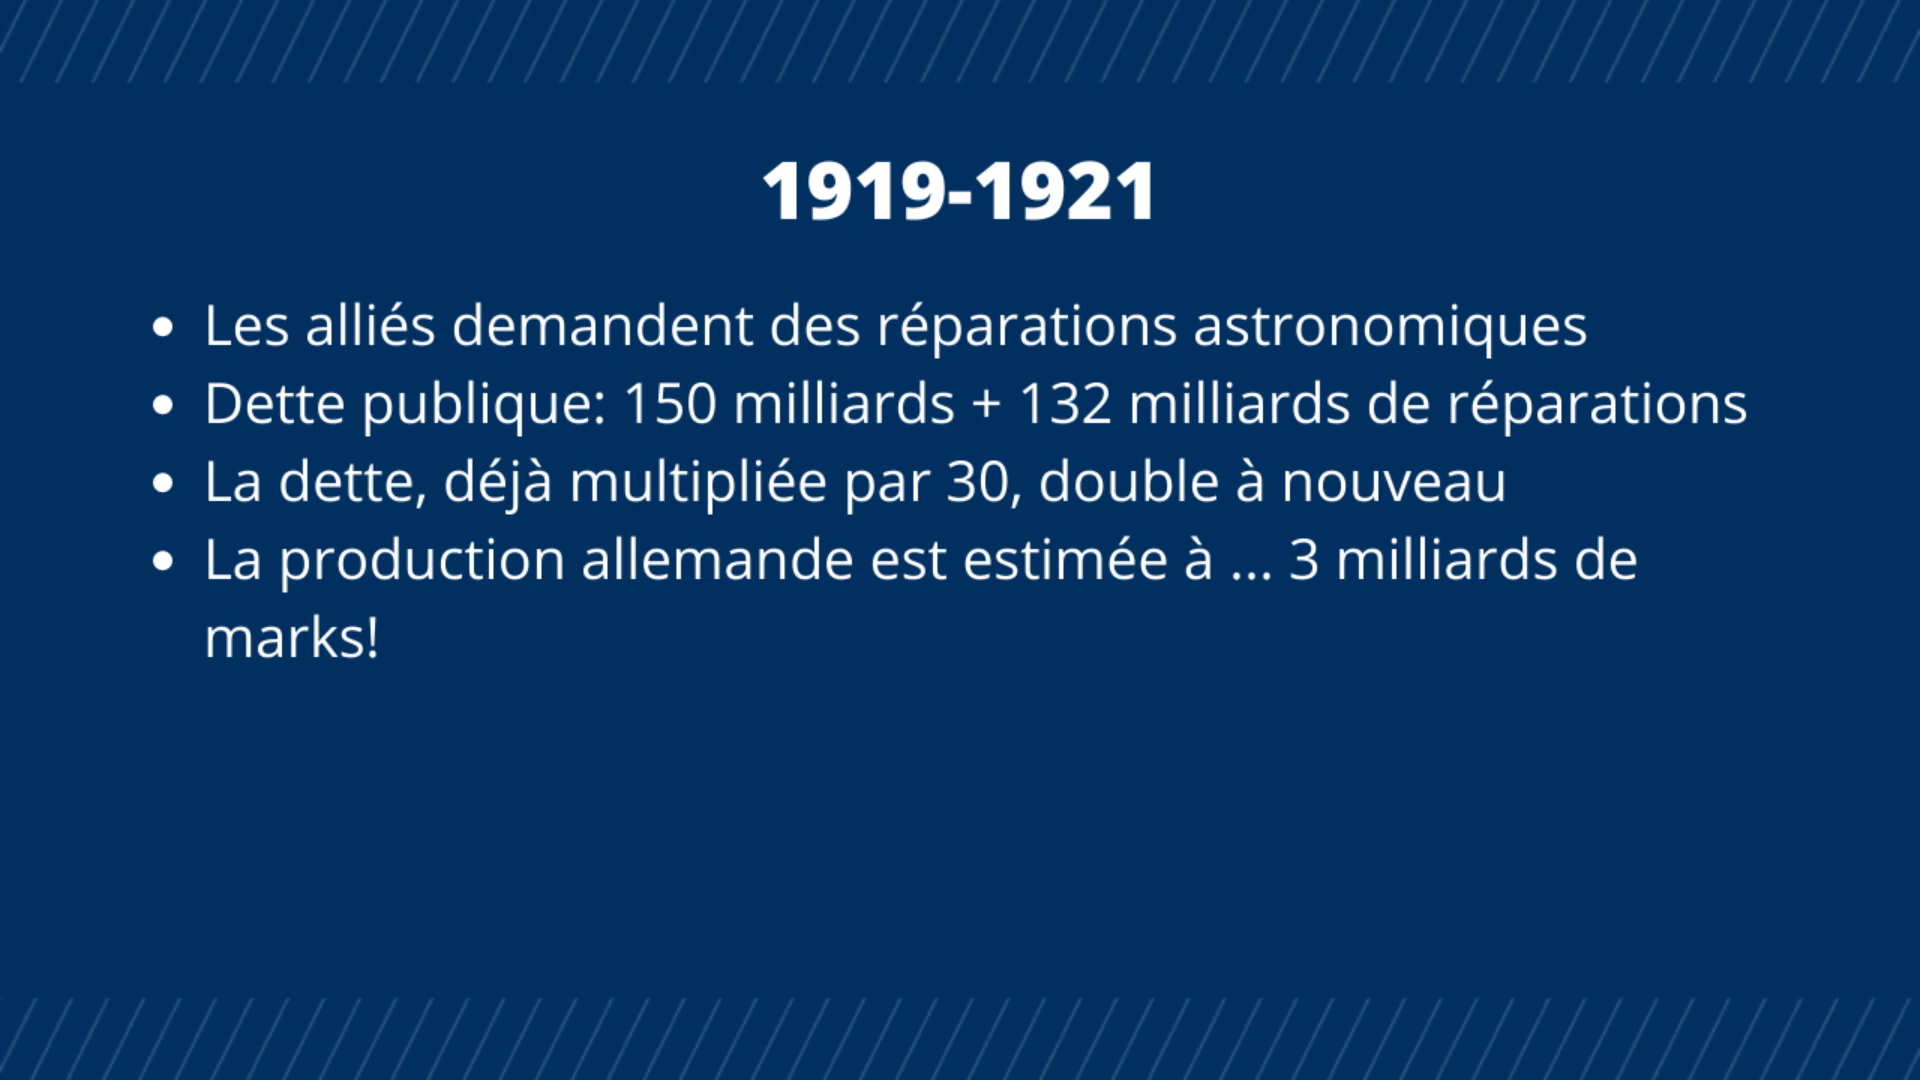 1919-1921
• Les alliés demandent des réparations astronomiques
• Dette publique: 150 milliards + 132 milliards de réparations
• La dette, déjà multipliée par 30, double à nouveau
• La production allemande est estimée à ... 3 milliards de
marks!